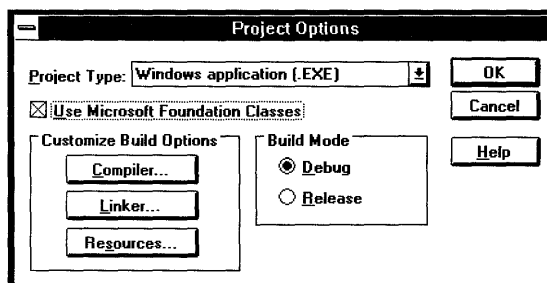 Project Options
Project Type: Windows application (.EXE)
OK
Use Microsoft Foundation Classes
Cancel
Customize Build Options
Build Mode
Help
Compiler...
Debug
Linker...
Release
Resources...